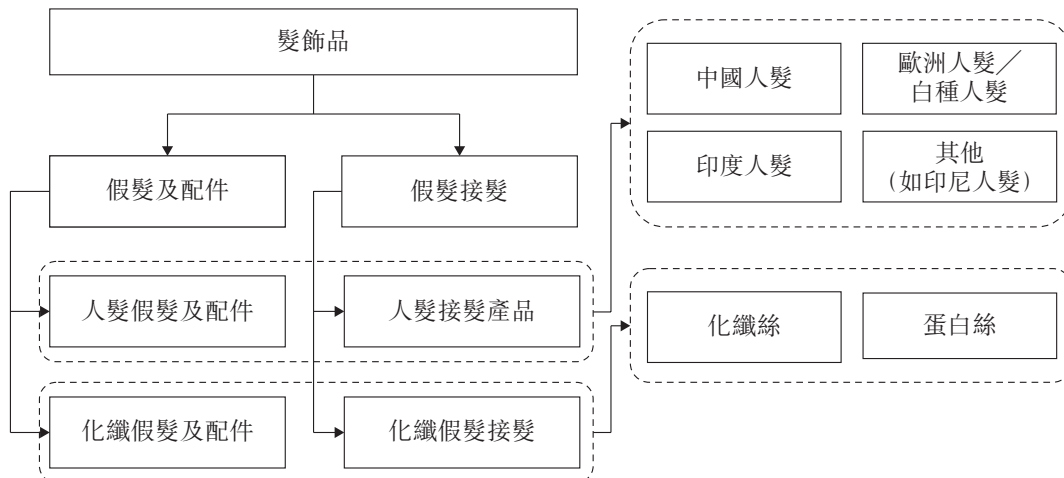 髮飾品
中國人髮
歐洲人髮／
白種人髮
印度人髮
其他
（如印尼人髮）
假髮及配件
假髮接髮
人髮假髮及配件
人髮接髮產品
化纖絲
蛋白絲
化纖假髮及配件
化纖假髮接髮